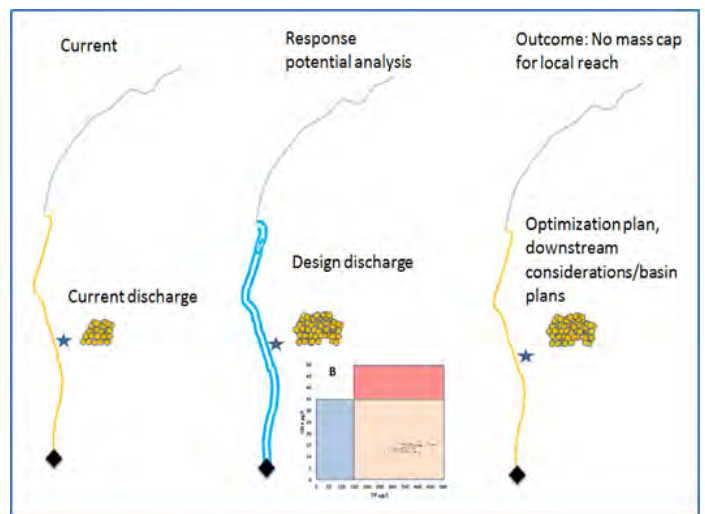 Current
Response
potential analysis
Outcome: No mass cap
for local reach
Optimization plan,
downstream
considerations/basin
plans
Design discharge
Current discharge
B